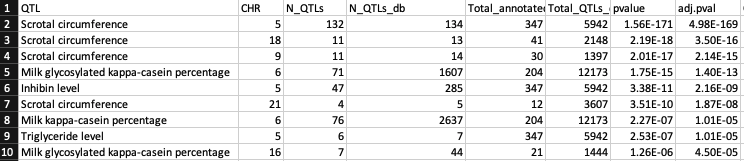 1 QTL CHR N_QTLs N_QTLs_db Total_annotated Total_QTLs_ pvalue adj.pval
2 Scrotal circumference 5 132 134 347 5942 1.56E-171 4.98E-169
3 Scrotal circumference 18 11 13 41 2148 2.19E-18 3.50E-16
4 Scrotal circumference 9 11 14 30 1397 2.01E-17 2.14E-15
5 Milk glycosylated kappa-casein percentage 6 71 1607 204 12173 1.75E-15 1.40E-13
6 Inhibin level 5 47 285 347 5942 3.38E-11 2.16E-09
7 Scrotal circumference 21 4 5 12 3607 3.51E-10 1.87E-08
8 Milk kappa-casein percentage 6 76 2637 204 12173 2.27E-07 1.01E-05
9 Triglyceride level 5 6 7 347 5942 2.53E-07 1.01E-05
10 Milk glycosylated kappa-casein percentage 16 7 44 21 1444 1.26E-06 4.50E-05